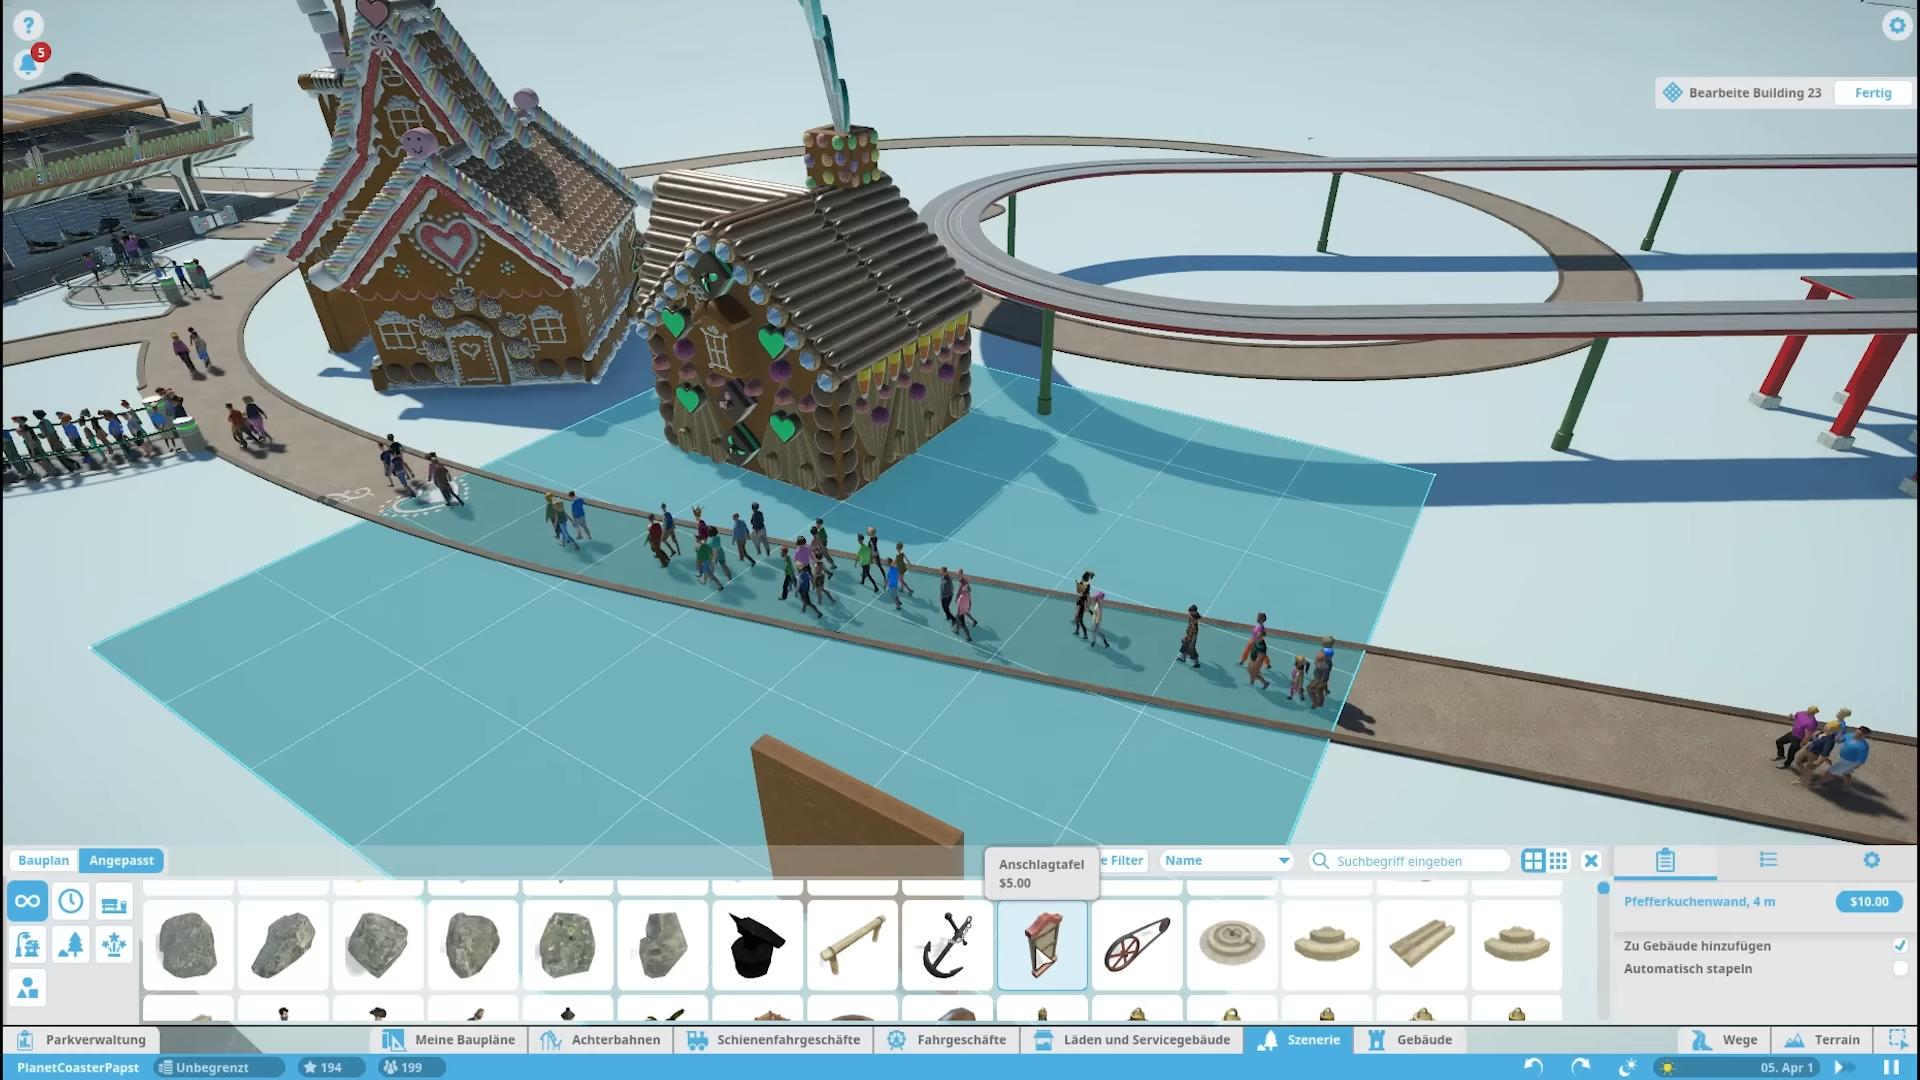 ?
5
Bearbeite Building 23
Fertig
Bauplan
Angepasst
Anschlagtafel
$5.00
e Filter
Name
Suchbegriff eingeben
Pfefferkuchenwand, 4 m
$10.00
Zu Gebäude hinzufügen
Automatisch stapeln
Parkverwaltung
Meine Baupläne
Achterbahnen
Schienenfahrgeschäfte
Fahrgeschäfte
Läden und Servicegebäude
Szenerie
Gebäude
Wege
Terrain
PlanetCoasterPapst
Unbegrenzt
194
199
05. Apr 1